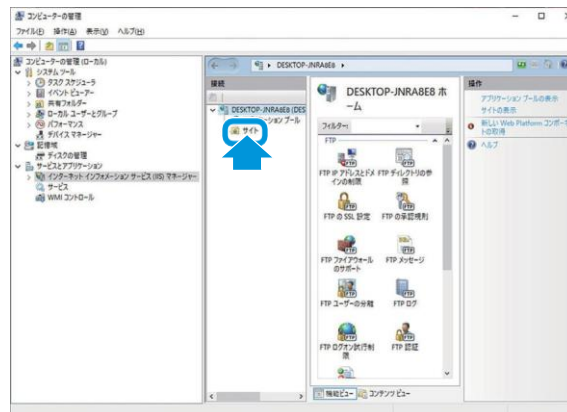 コンピューターの管理
ファイル(F) 操作(A) 表示(V) ヘルプ(H)
コンピューターの管理 (ローカル)
システム ツール
タスク スケジューラ
イベント ビューアー
共有フォルダー
ローカル ユーザーとグループ
パフォーマンス
デバイス マネージャー
記憶域
ディスクの管理
サービスとアプリケーション
インターネット インフォメーション サービス (IIS) マネージャー
サービス
WMI コントロール
DESKTOP-JNRA8E8
接続
DESKTOP-JNRA8E8 (DES
ション プール
サイト
DESKTOP-JNRA8E8 ホ
ーム
フィルター:
FTP
FTP IP アドレスとドメ
インの制限
FTP ディレクトリの参
照
FTP の SSL 設定
FTP の承認規則
FTP ファイアウォール
のサポート
FTP メッセージ
FTP ユーザーの分離
FTP ログ
FTP ログオン試行制
限
FTP 認証
機能ビュー
コンテンツ ビュー
操作
アプリケーション プールの表示
サイトの表示
新しい Web Platform コンポー
トの取得
ヘルプ